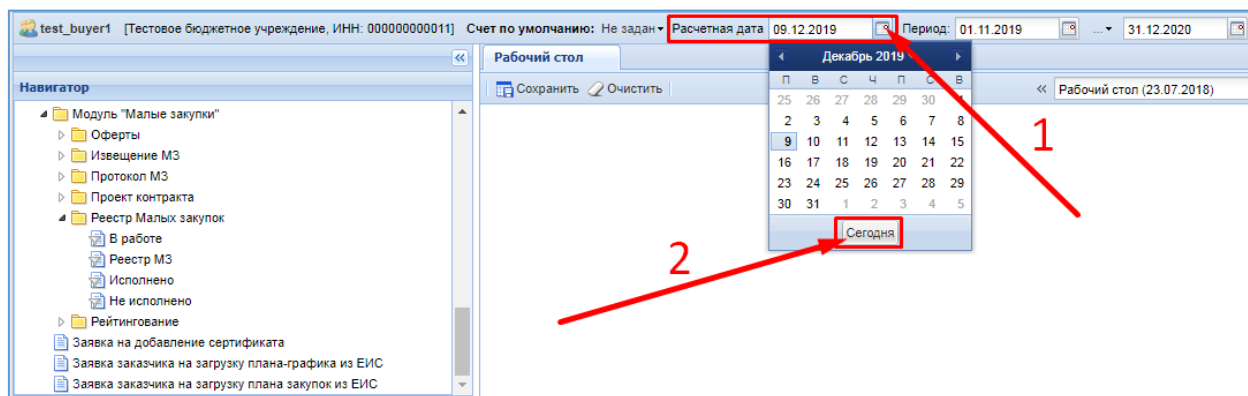 test_buyer1 [Тестовое бюджетное учреждение, ИНН: 000000000011] Счет по умолчанию: Не задан Расчетная дата 09.12.2019 Период: 01.11.2019 ... 31.12.2020
« Рабочий стол
Навигатор
Сохранить Очистить
« Рабочий стол (23.07.2018)
Декабрь 2019
П В С Ч П С В
25 26 27 28 29 30 1
2 3 4 5 6 7 8
9 10 11 12 13 14 15
16 17 18 19 20 21 22
23 24 25 26 27 28 29
30 31 1 2 3 4 5
Сегодня
1
2
Модуль "Малые закупки"
Оферты
Извещение МЗ
Протокол МЗ
Проект контракта
Реестр Малых закупок
В работе
Реестр МЗ
Исполнено
Не исполнено
Рейтингование
Заявка на добавление сертификата
Заявка заказчика на загрузку плана-графика из ЕИС
Заявка заказчика на загрузку плана закупок из ЕИС